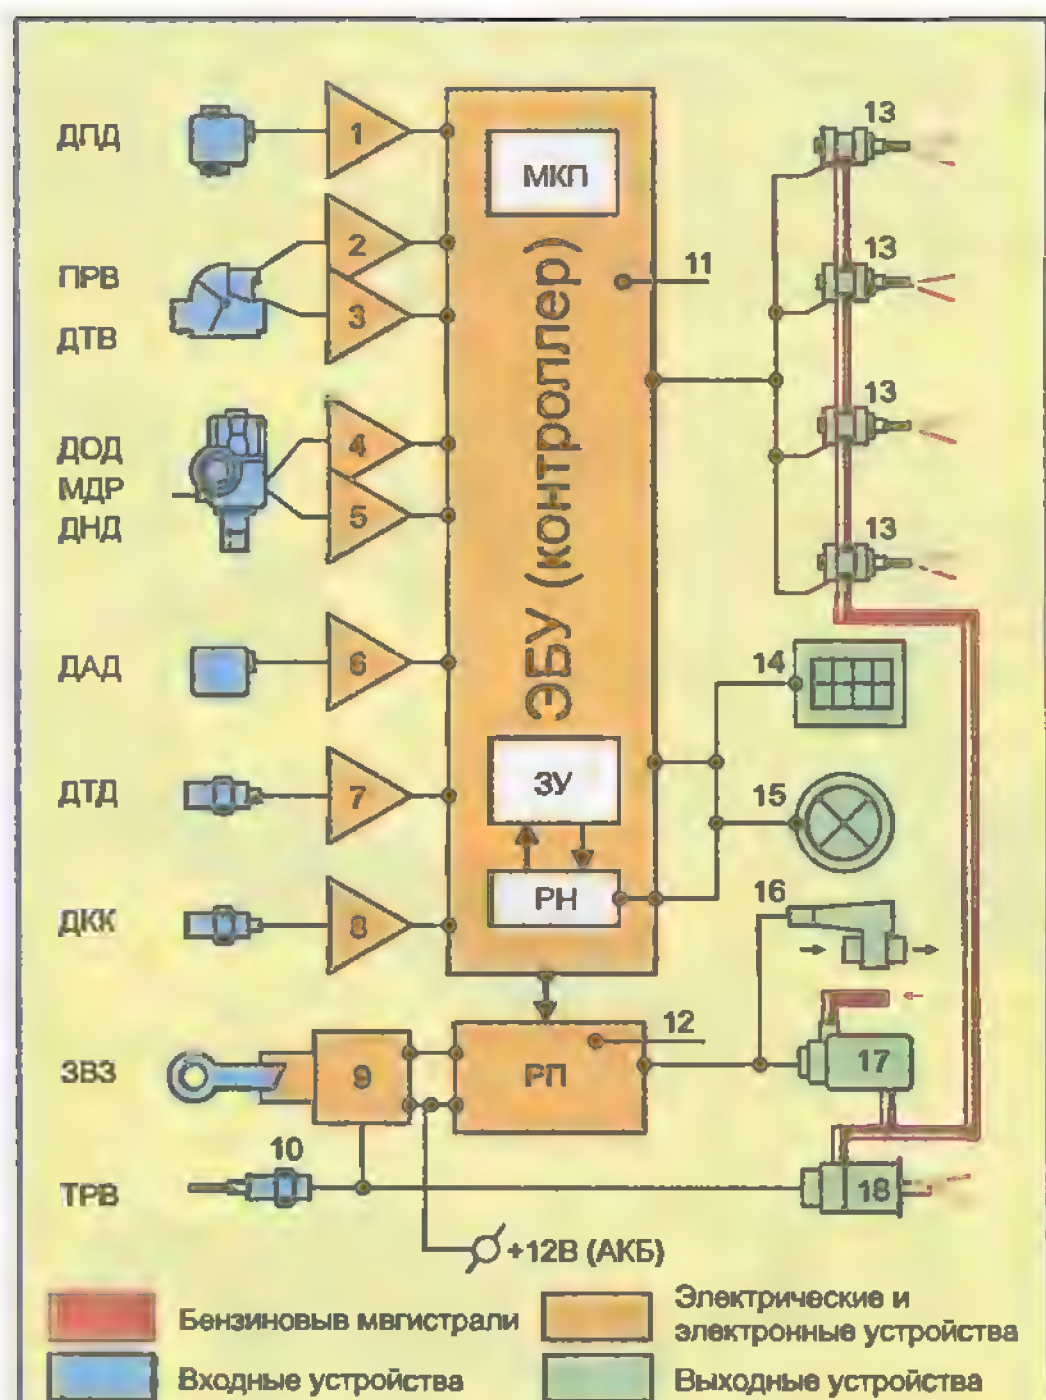 ДПД
1
МКП
13
ПРВ
2
11
13
ДТВ
3
ЭБУ (контроллер)
13
ДОД
4
МДР
ДНД
5
13
ДАД
6
14
ДТД
7
ЗУ
15
ДКК
8
РН
16
12
ЗВЗ
9
РП
17
10
ТРВ
18
+12В (АКБ)
Бензиновыв мвгистрали
Электрические и
электронные устройства
Входные устройства
Выходные устройства